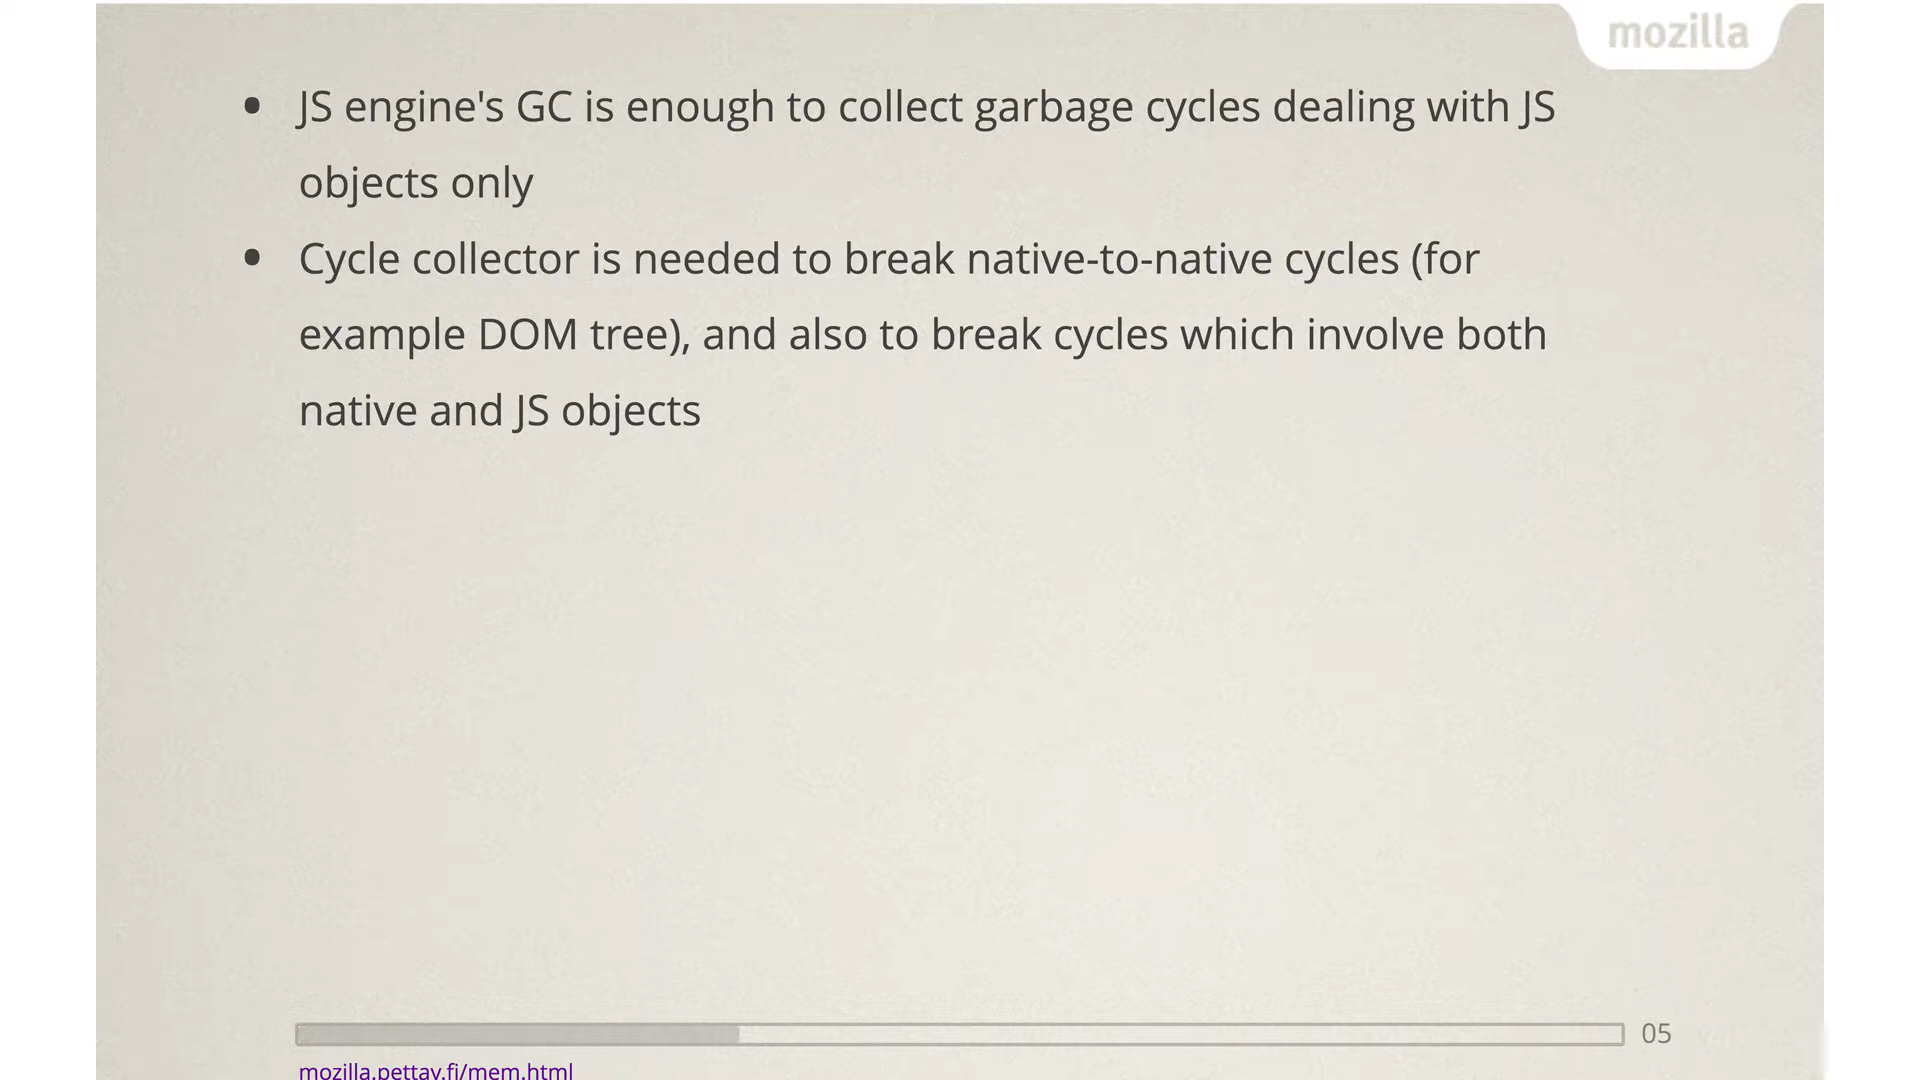 mozilla
• JS engine's GC is enough to collect garbage cycles dealing with JS
objects only
• Cycle collector is needed to break native-to-native cycles (for
example DOM tree), and also to break cycles which involve both
native and JS objects
05
mozilla.pettay.fi/mem.html